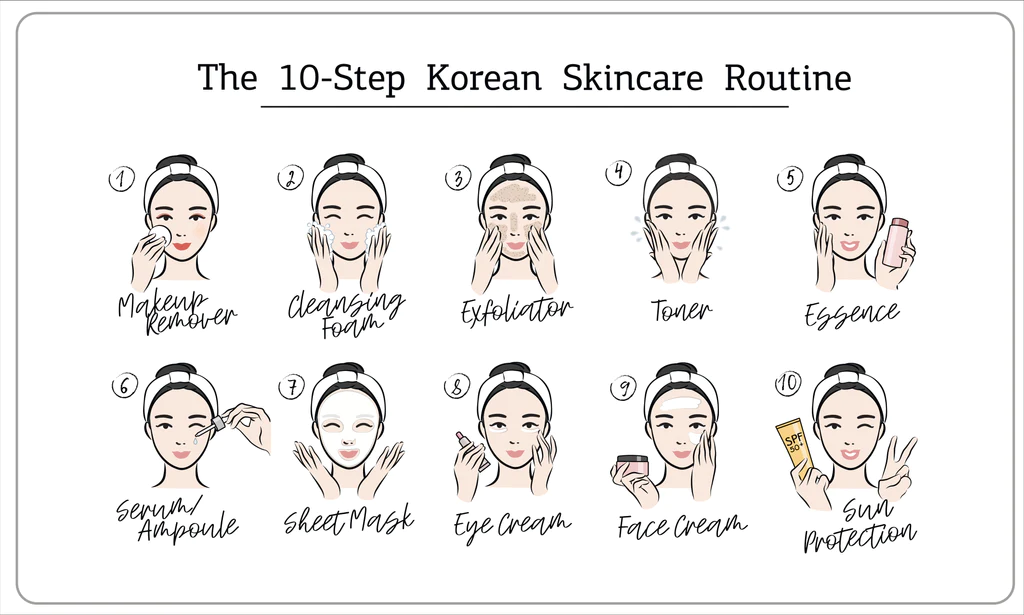 The 10-Step Korean Skincare Routine
1
Makeup
Remover
2
Cleansing
Foam
3
Exfoliator
4
Toner
5
Essence
6
Serum/
Ampoule
7
Sheet Mask
8
Eye Cream
9
Face Cream
10
SPF
50+
Sun
Protection